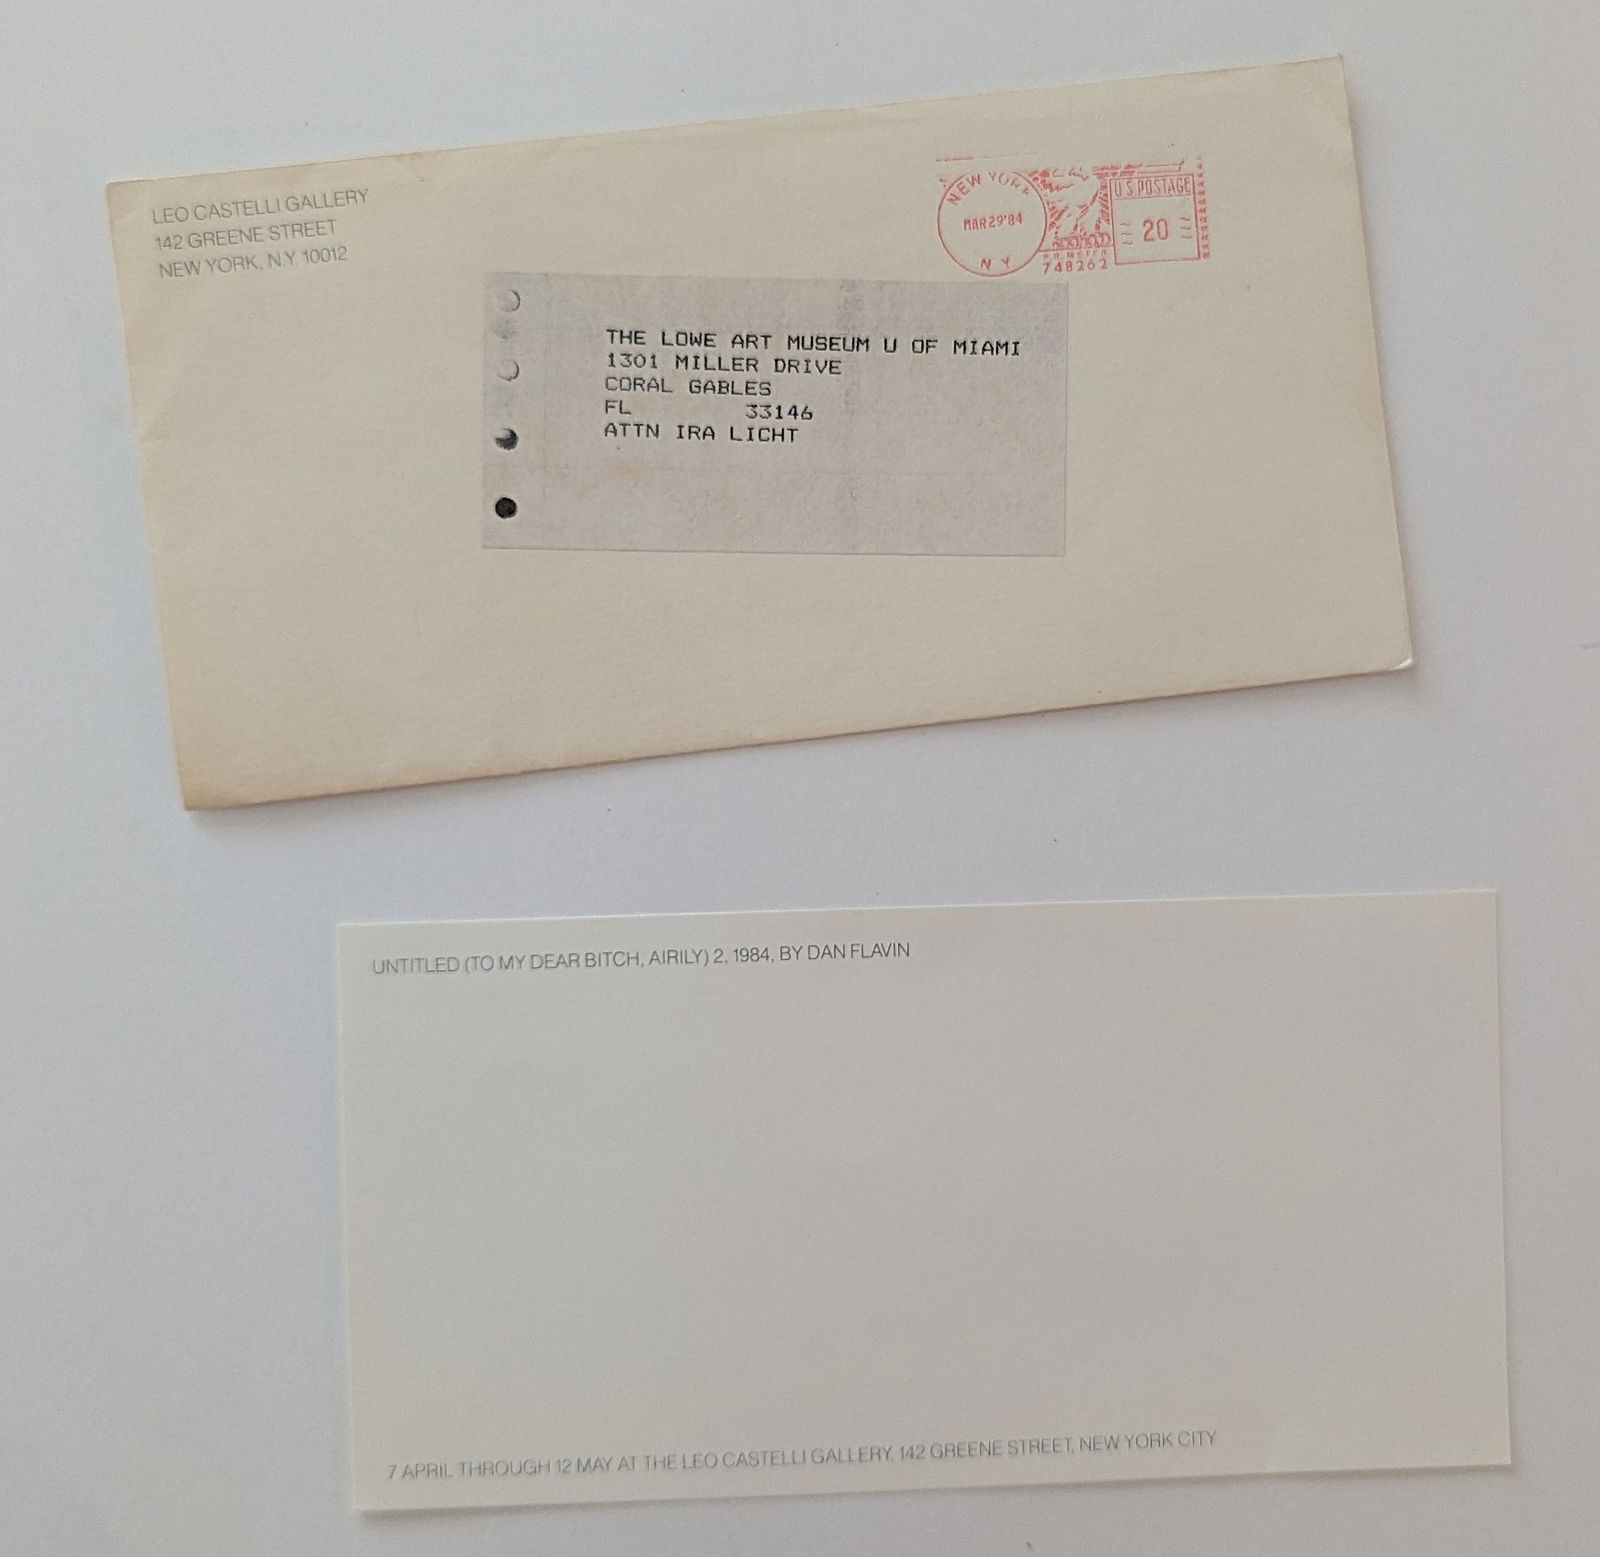 LEO CASTELLI GALLERY
142 GREENE STREET
NEW YORK, N.Y. 10012
NEW YORK
MAR 29 '84
N Y
U.S. POSTAGE
20
P.B. METER
748262
THE LOWE ART MUSEUM U OF MIAMI
1301 MILLER DRIVE
CORAL GABLES
FL 33146
ATTN IRA LICHT
UNTITLED (TO MY DEAR BITCH, AIRILY) 2, 1984, BY DAN FLAVIN
7 APRIL THROUGH 12 MAY AT THE LEO CASTELLI GALLERY, 142 GREENE STREET, NEW YORK CITY